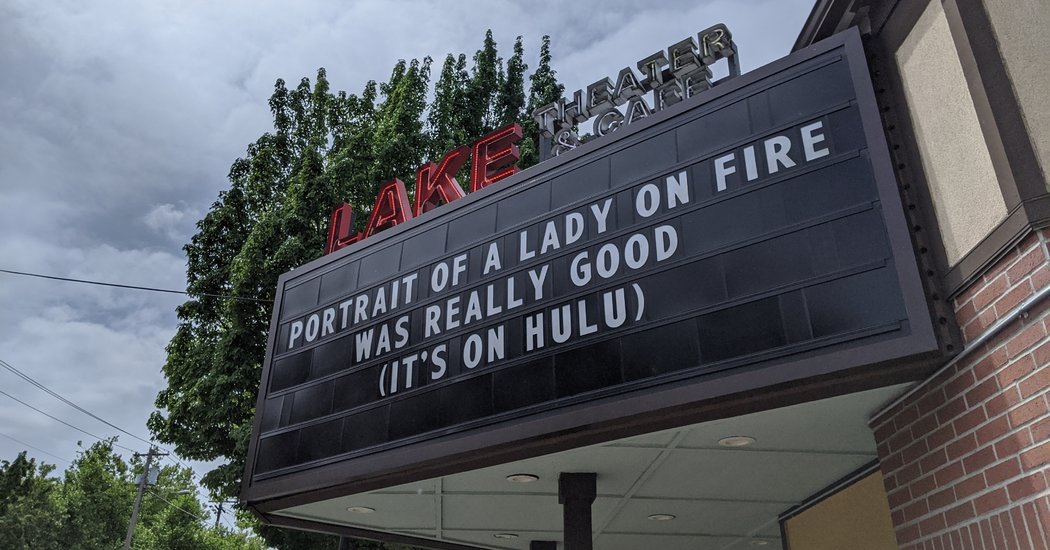 LAKE
THEATER
& CAFE
PORTRAIT OF A LADY ON FIRE
WAS REALLY GOOD
(IT'S ON HULU)